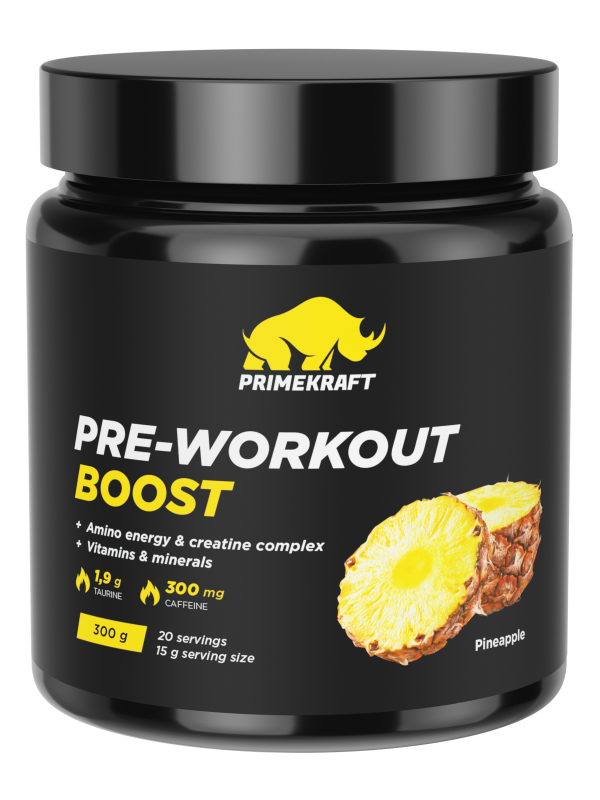 PRIMEKRAFT
PRE-WORKOUT
BOOST
+ Amino energy & creatine complex
+ Vitamins & minerals
1,9 g
TAURINE
300 mg
CAFFEINE
300 g
20 servings
15 g serving size
Pineapple